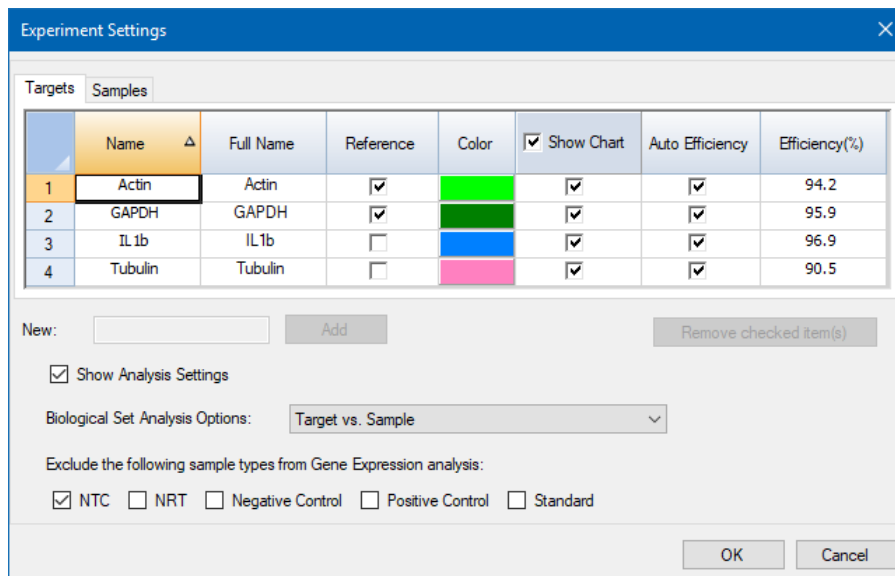 Experiment Settings
Targets Samples
Name Full Name Reference Color Show Chart Auto Efficiency Efficiency(%)
1 Actin Actin 94.2
2 GAPDH GAPDH 95.9
3 IL1b IL1b 96.9
4 Tubulin Tubulin 90.5
New: Add Remove checked item(s)
Show Analysis Settings
Biological Set Analysis Options: Target vs. Sample
Exclude the following sample types from Gene Expression analysis:
NTC NRT Negative Control Positive Control Standard
OK Cancel